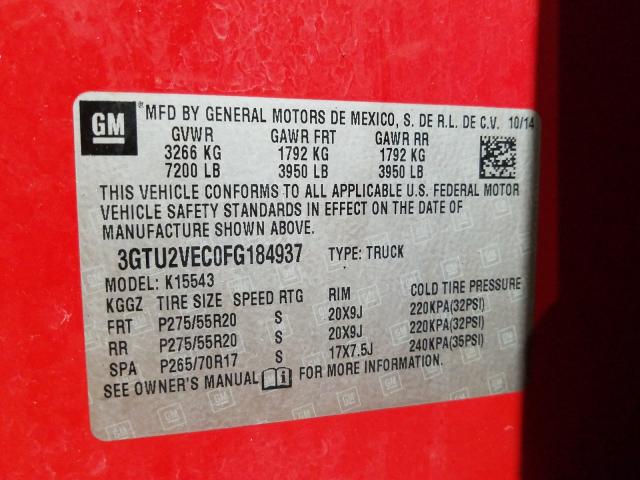 GM ® MFD BY GENERAL MOTORS DE MEXICO, S. DE R.L. DE C.V. 10/14
GVWR GAWR FRT GAWR RR
3266 KG 1792 KG 1792 KG
7200 LB 3950 LB 3950 LB
THIS VEHICLE CONFORMS TO ALL APPLICABLE U.S. FEDERAL MOTOR
VEHICLE SAFETY STANDARDS IN EFFECT ON THE DATE OF
MANUFACTURE SHOWN ABOVE.
3GTU2VEC0FG184937 TYPE: TRUCK
MODEL: K15543
KGGZ TIRE SIZE SPEED RTG RIM COLD TIRE PRESSURE
FRT P275/55R20 S 20X9J 220KPA(32PSI)
RR P275/55R20 S 20X9J 220KPA(32PSI)
SPA P265/70R17 S 17X7.5J 240KPA(35PSI)
SEE OWNER'S MANUAL i FOR MORE INFORMATION.